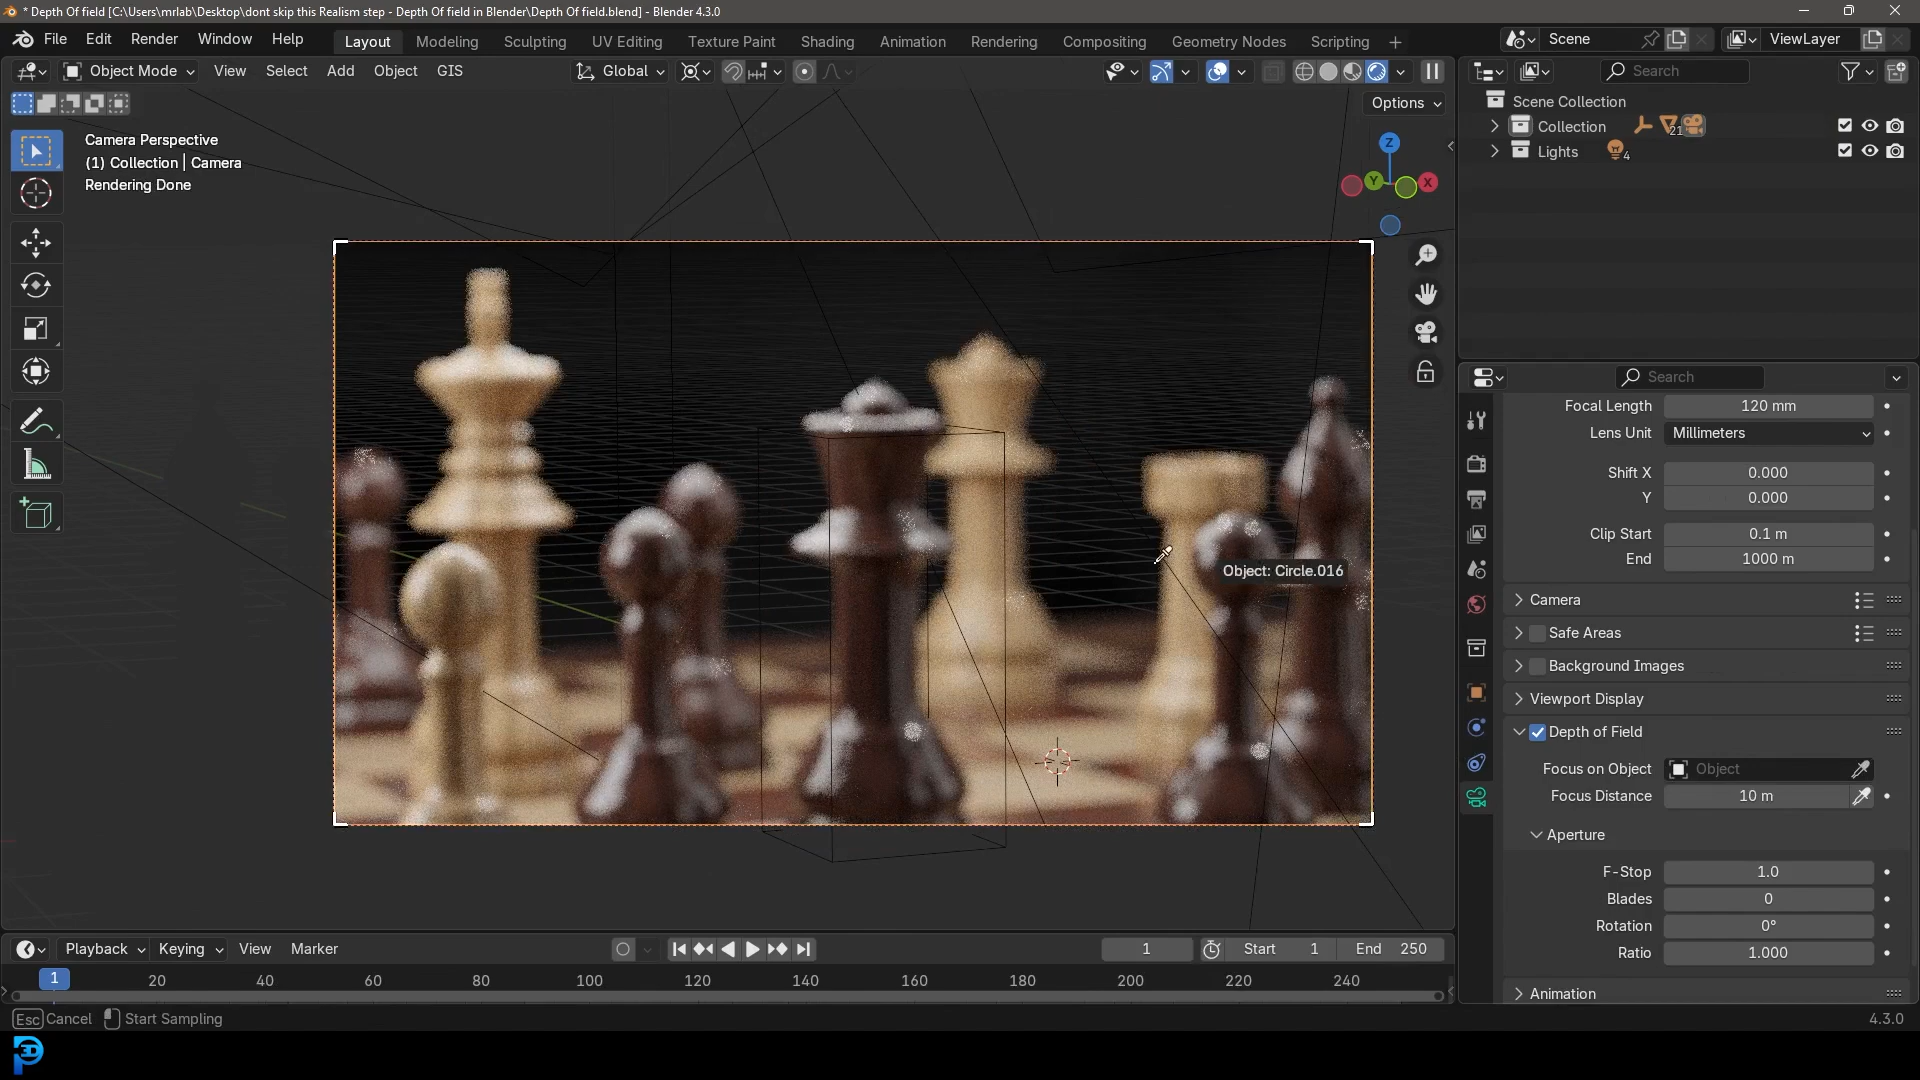 * Depth Of field [C:\Users\mrlab\Desktop\dont skip this Realism step - Depth Of field in Blender\Depth Of field.blend] - Blender 4.3.0
File Edit Render Window Help Layout Modeling Sculpting UV Editing Texture Paint Shading Animation Rendering Compositing Geometry Nodes Scripting + Scene ViewLayer
Object Mode View Select Add Object GIS Global Search
Options
Scene Collection
Collection 21
Lights 4
Camera Perspective
(1) Collection | Camera
Rendering Done
Z
Y X
Object: Circle.016
Search
Focal Length 120 mm
Lens Unit Millimeters
Shift X 0.000
Y 0.000
Clip Start 0.1 m
End 1000 m
Camera
Safe Areas
Background Images
Viewport Display
Depth of Field
Focus on Object Object
Focus Distance 10 m
Aperture
F-Stop 1.0
Blades 0
Rotation 0°
Ratio 1.000
Animation
Playback Keying View Marker 1 Start 1 End 250
1 20 40 60 80 100 120 140 160 180 200 220 240
Esc Cancel Start Sampling 4.3.0
3D